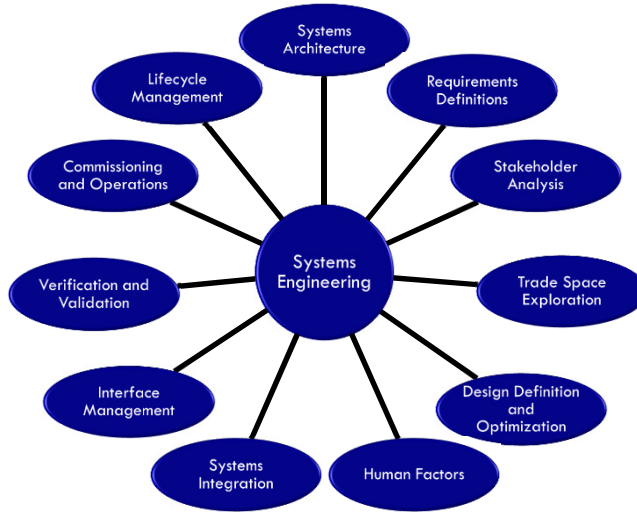 Systems
Architecture
Requirements
Definitions
Stakeholder
Analysis
Trade Space
Exploration
Design Definition
and
Optimization
Human Factors
Systems
Integration
Interface
Management
Verification and
Validation
Commissioning
and Operations
Lifecycle
Management
Systems
Engineering